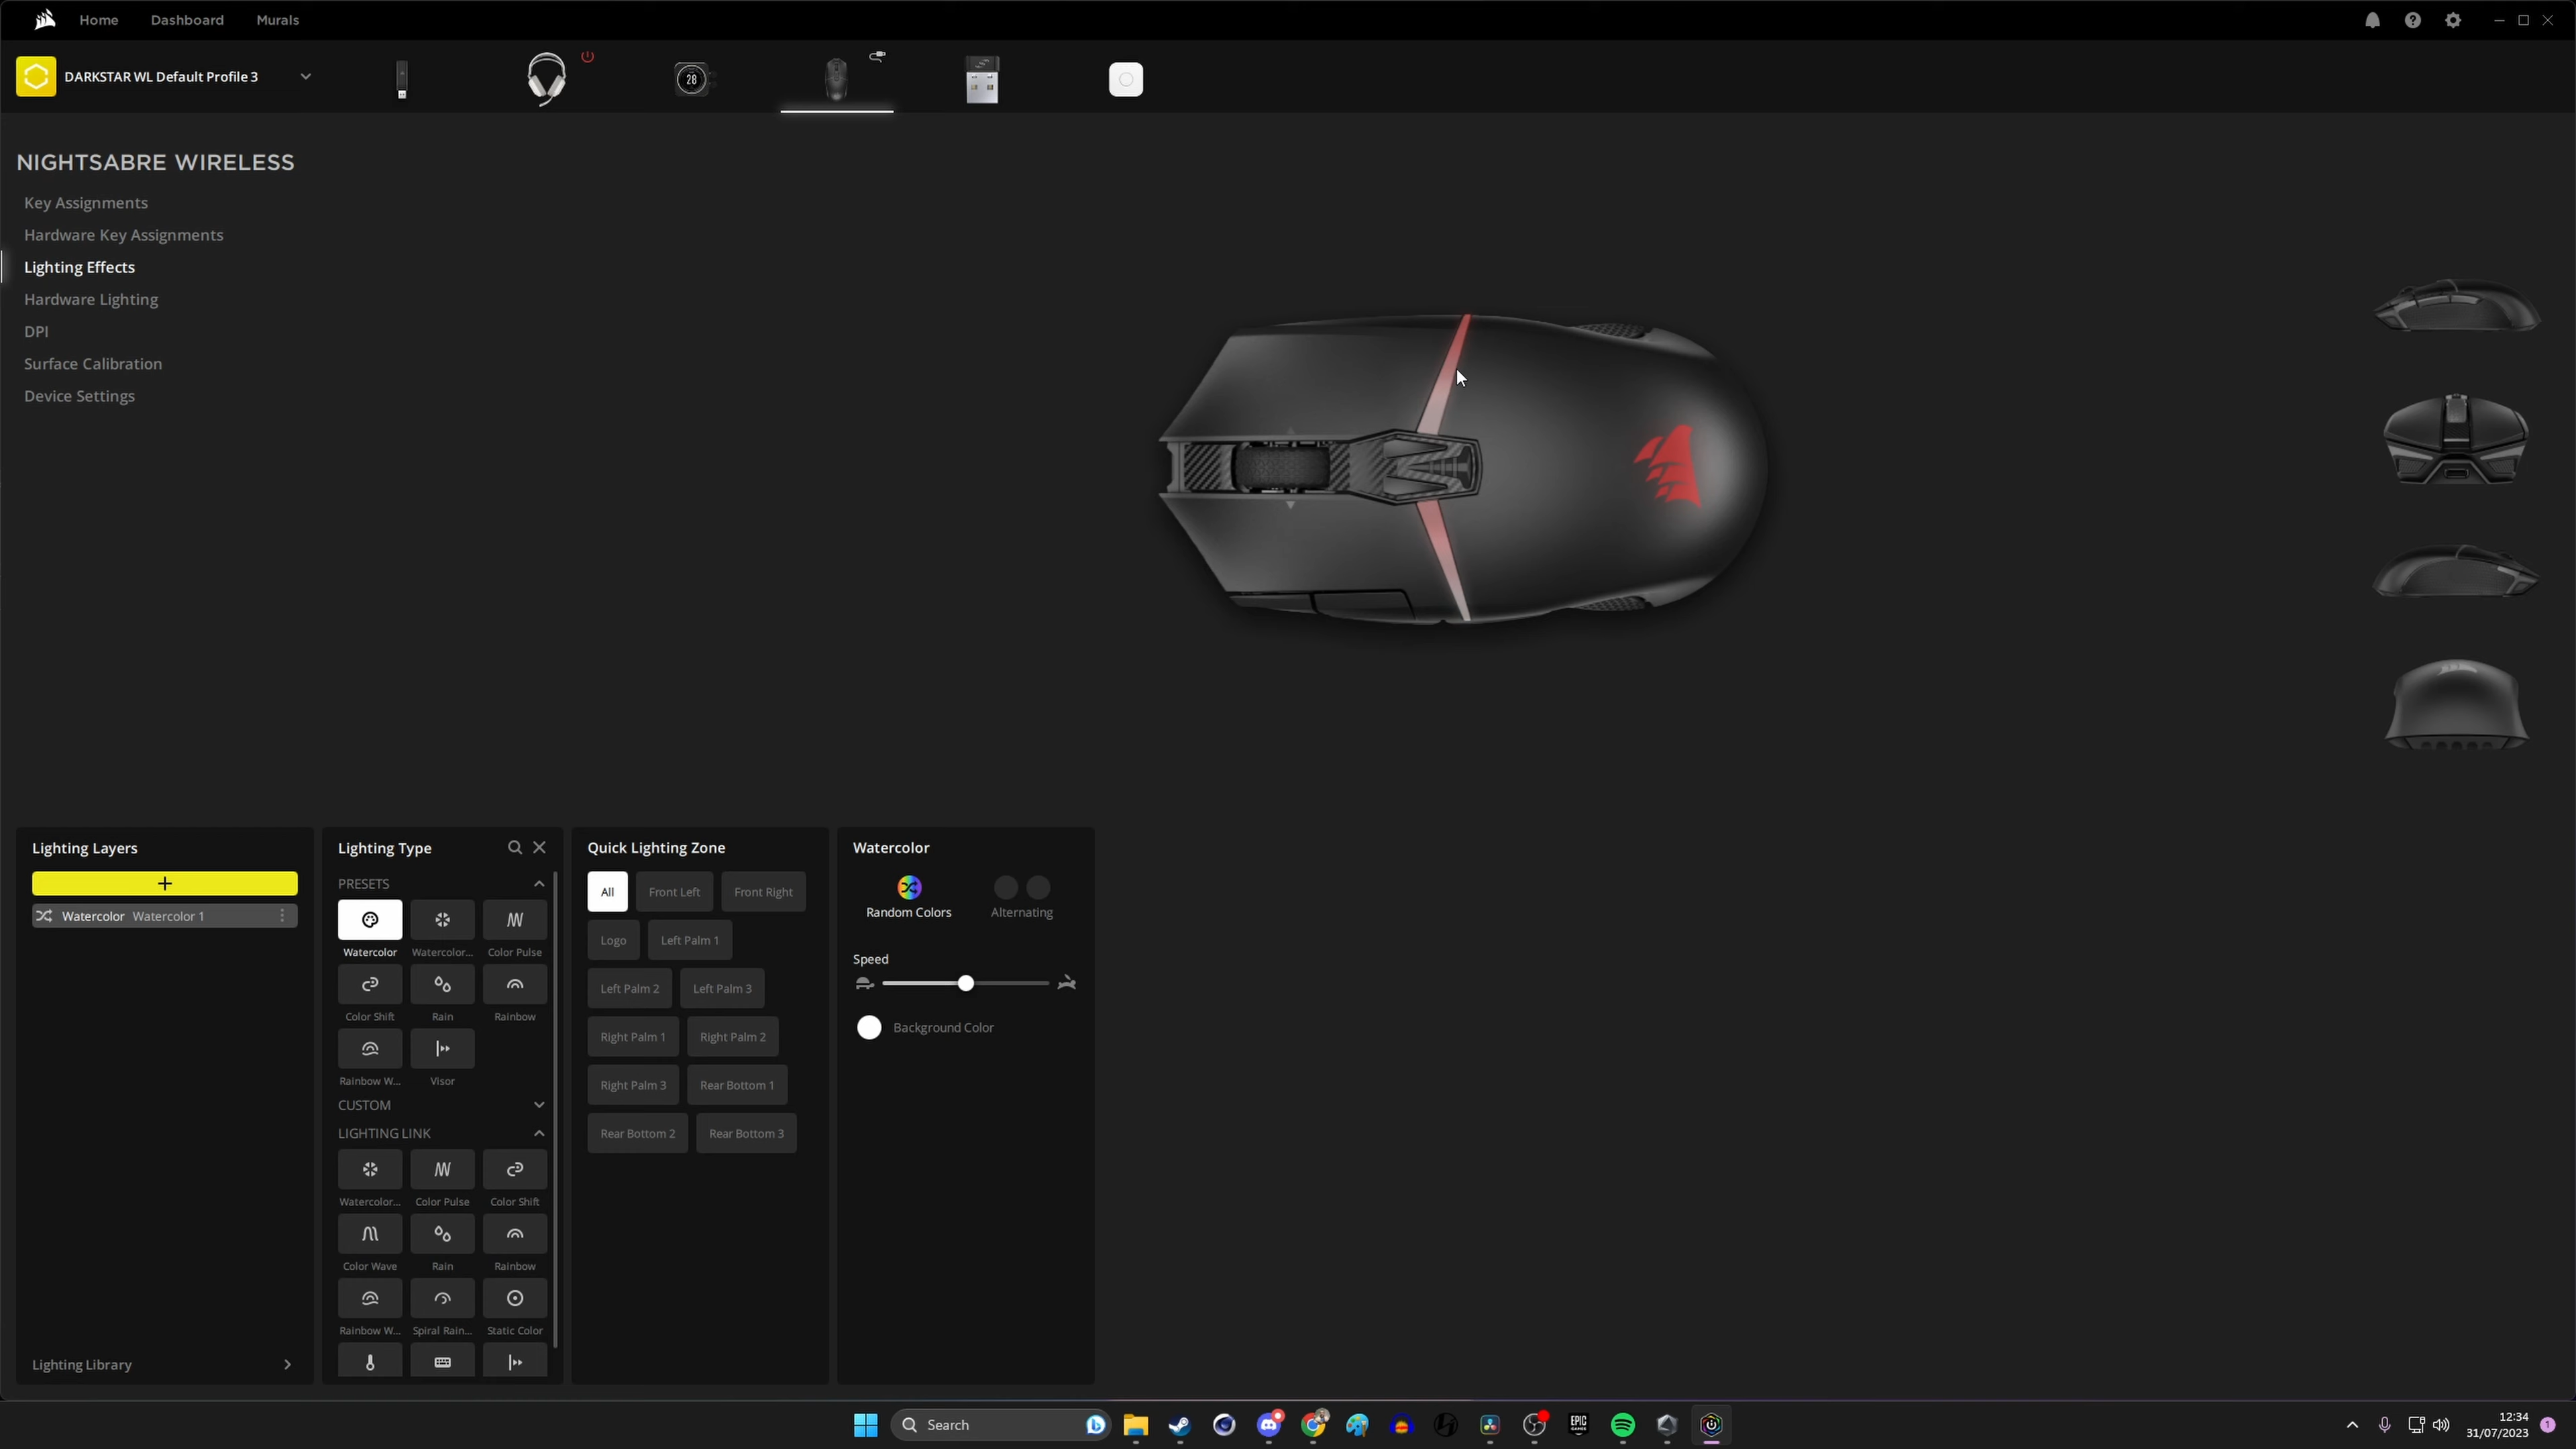 Home Dashboard Murals
DARKSTAR WL Default Profile 3
28
NIGHTSABRE WIRELESS
Key Assignments
Hardware Key Assignments
Lighting Effects
Hardware Lighting
DPI
Surface Calibration
Device Settings
Lighting Layers
+
Watercolor Watercolor 1
Lighting Library
Lighting Type
PRESETS
Watercolor Watercolor... Color Pulse
Color Shift Rain Rainbow
Rainbow W... Visor
CUSTOM
LIGHTING LINK
Watercolor... Color Pulse Color Shift
Color Wave Rain Rainbow
Rainbow W... Spiral Rain... Static Color
Quick Lighting Zone
All Front Left Front Right
Logo Left Palm 1
Left Palm 2 Left Palm 3
Right Palm 1 Right Palm 2
Right Palm 3 Rear Bottom 1
Rear Bottom 2 Rear Bottom 3
Watercolor
Random Colors Alternating
Speed
Background Color
Search
EPIC
GAMES
12:34
31/07/2023
1